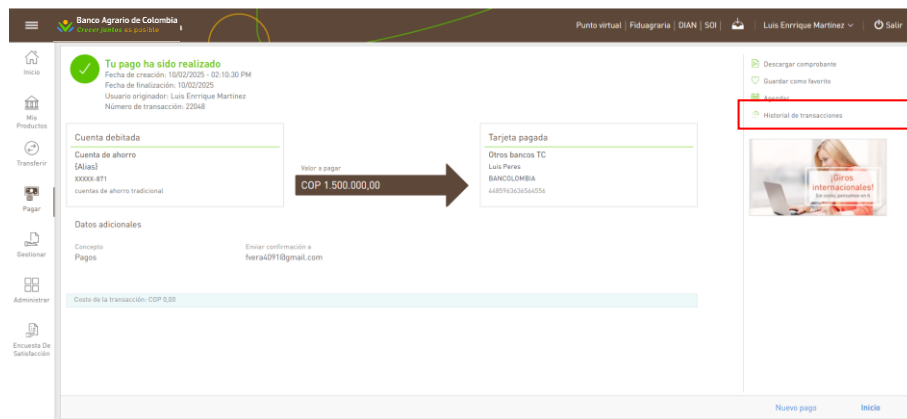 Banco Agrario de Colombia
Crecer juntos es posible
Punto virtual | Fiduagraria | DIAN | SOI |
Luis Enrrique Martinez
Salir
Inicio
Mis
Productos
Transferir
Pagar
Gestionar
Administrar
Encuesta De
Satisfacción
Tu pago ha sido realizado
Fecha de creación: 10/02/2025 - 02:10:30 PM
Fecha de finalización: 10/02/2025
Usuario originador: Luis Enrrique Martinez
Número de transacción: 22048
Cuenta debitada
Cuenta de ahorro
{Alias}
XXXXX-871
cuentas de ahorro tradicional
Valor a pagar
COP 1.500.000,00
Tarjeta pagada
Otros bancos TC
Luis Peres
BANCOLOMBIA
4485963636564556
Datos adicionales
Concepto
Pagos
Enviar confirmación a
fvera4091@gmail.com
Costo de la transacción: COP 0,00
Descargar comprobante
Guardar como favorito
Agendar
Historial de transacciones
¡Giros
internacionales!
Nuevo pago
Inicio